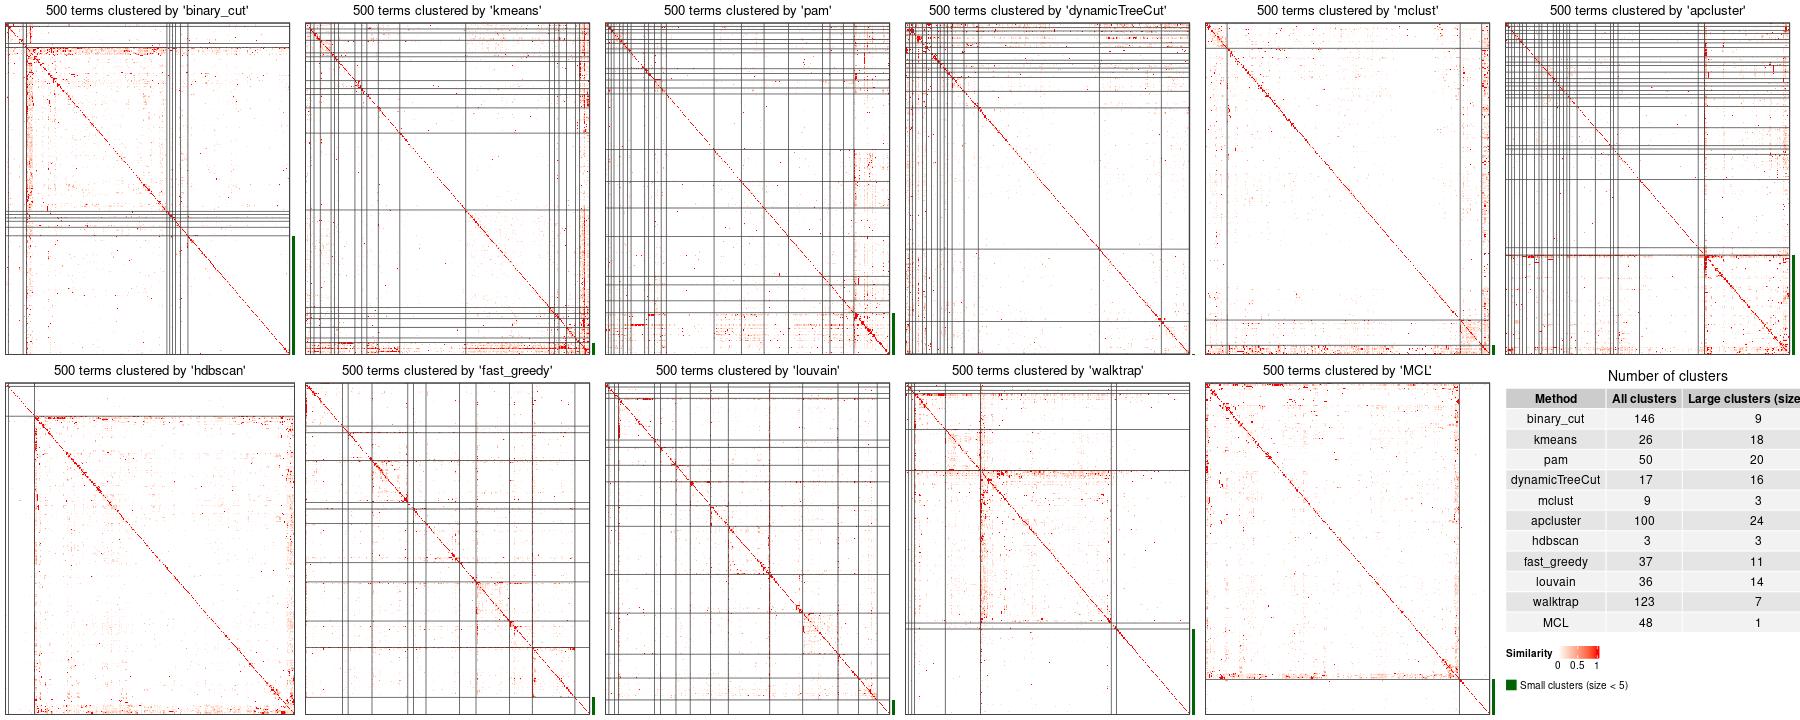 500 terms clustered by 'binary_cut'
500 terms clustered by 'kmeans'
500 terms clustered by 'pam'
500 terms clustered by 'dynamicTreeCut'
500 terms clustered by 'mclust'
500 terms clustered by 'apcluster'
500 terms clustered by 'hdbscan'
500 terms clustered by 'fast_greedy'
500 terms clustered by 'louvain'
500 terms clustered by 'walktrap'
500 terms clustered by 'MCL'
Number of clusters
Method All clusters Large clusters (size
binary_cut 146 9
kmeans 26 18
pam 50 20
dynamicTreeCut 17 16
mclust 9 3
apcluster 100 24
hdbscan 3 3
fast_greedy 37 11
louvain 36 14
walktrap 123 7
MCL 48 1
Similarity
0 0.5 1
Small clusters (size < 5)